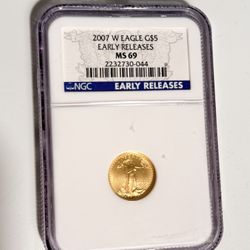 2007 W EAGLE G$5
EARLY RELEASES
MS 69
2232730-044
NGC
EARLY RELEASES